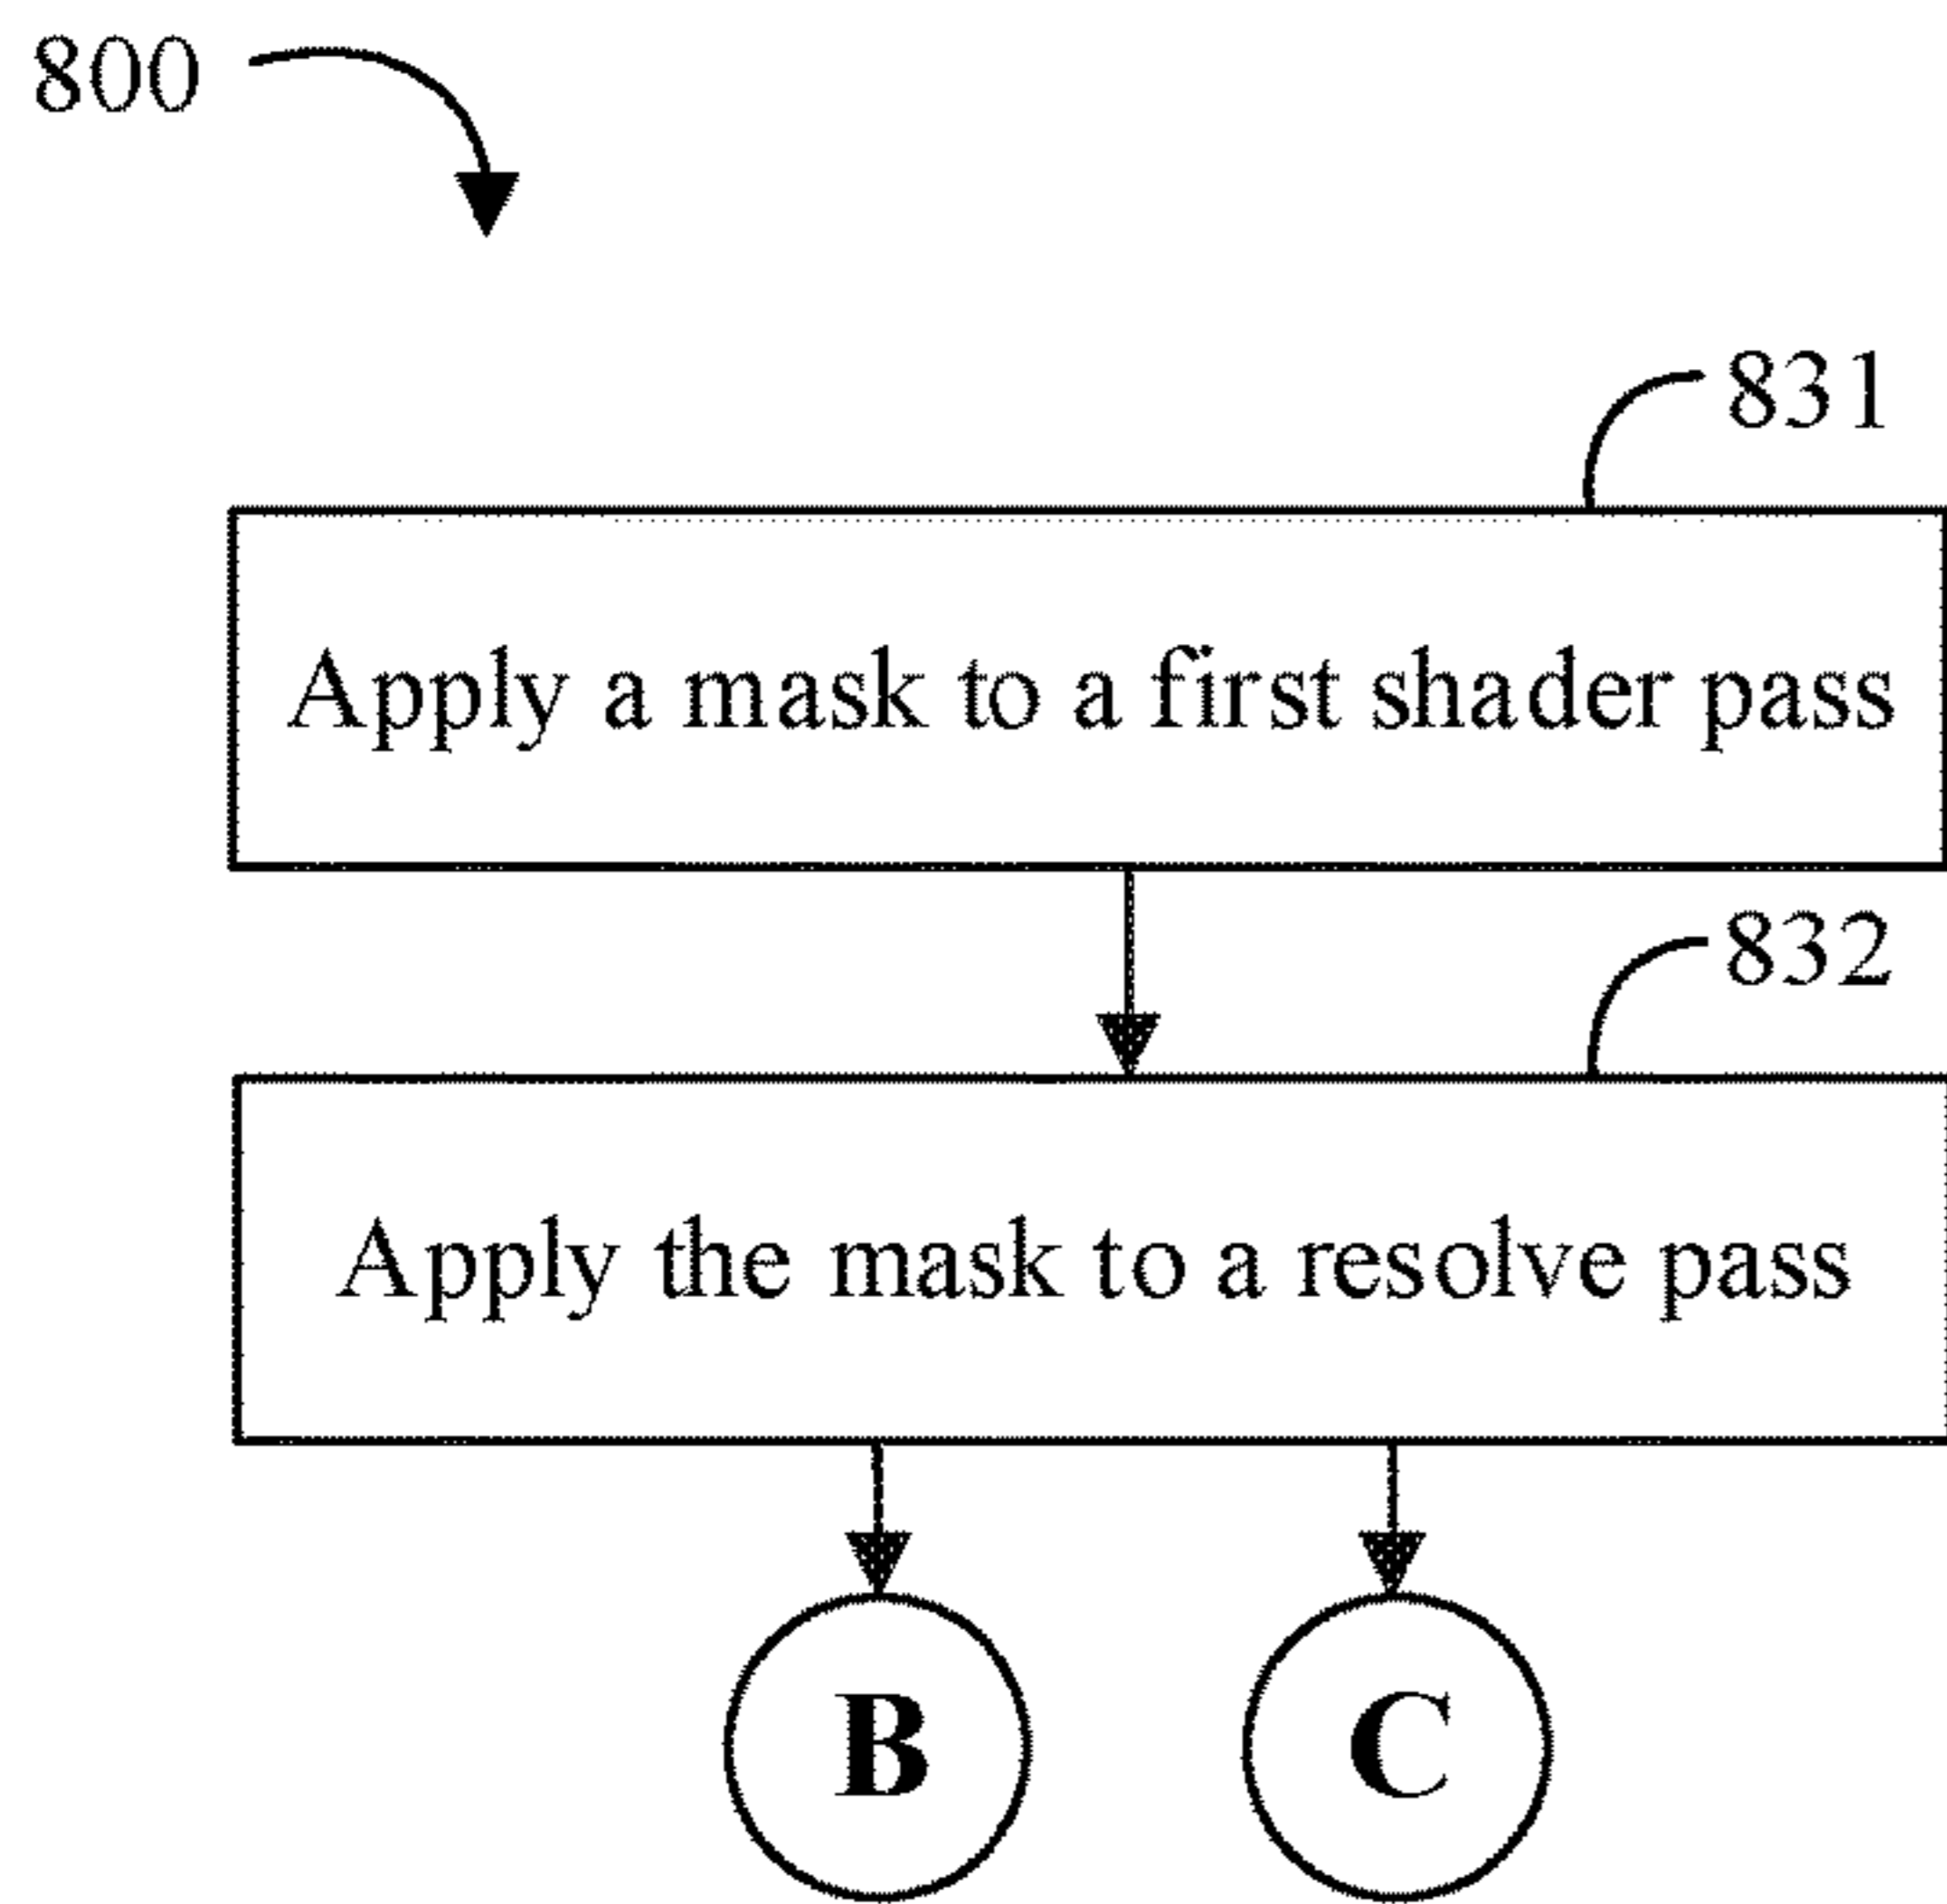 800
831
Apply a mask to a first shader pass
832
Apply the mask to a resolve pass
B
C